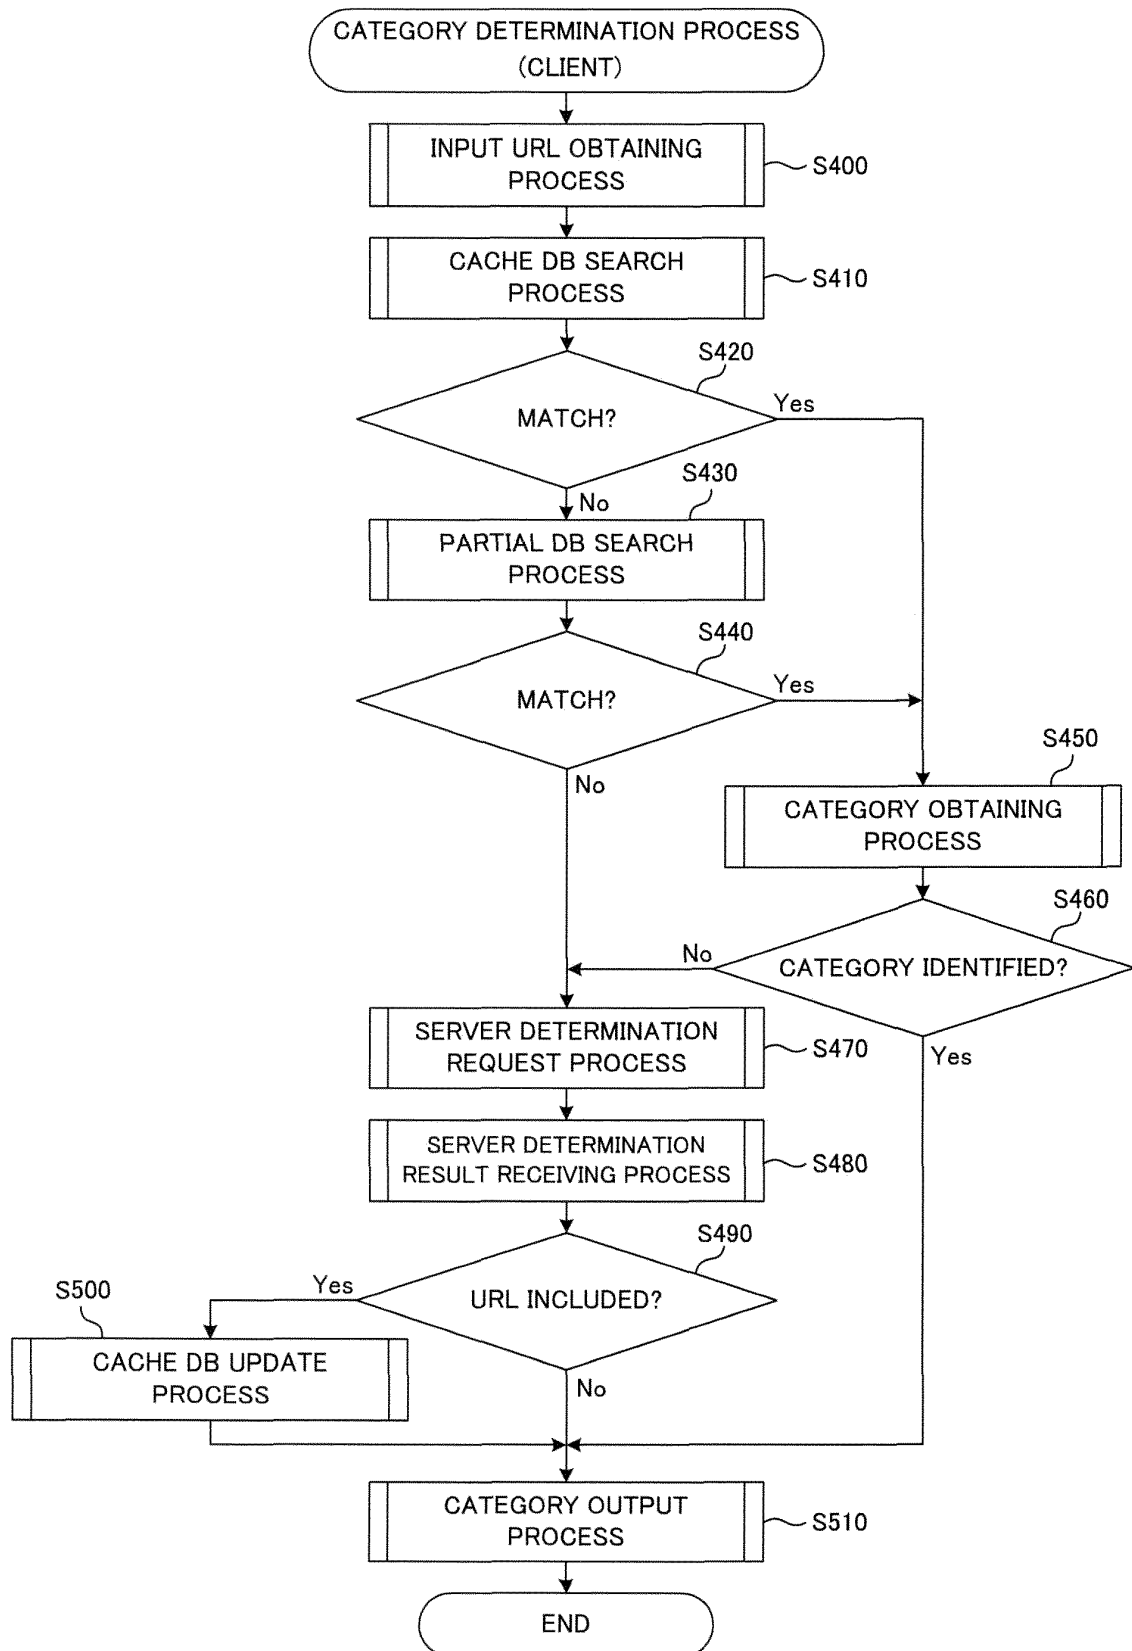 CATEGORY DETERMINATION PROCESS
(CLIENT)
INPUT URL OBTAINING
PROCESS
S400
CACHE DB SEARCH
PROCESS
S410
S420
MATCH?
Yes
No
S430
PARTIAL DB SEARCH
PROCESS
S440
MATCH?
Yes
No
S450
CATEGORY OBTAINING
PROCESS
S460
CATEGORY IDENTIFIED?
No
Yes
SERVER DETERMINATION
REQUEST PROCESS
S470
SERVER DETERMINATION
RESULT RECEIVING PROCESS
S480
S490
URL INCLUDED?
Yes
No
S500
CACHE DB UPDATE
PROCESS
CATEGORY OUTPUT
PROCESS
S510
END